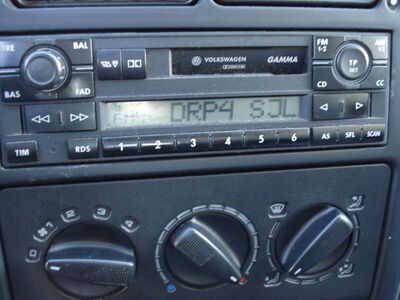 TRE BAL
VOLKSWAGEN GAMMA
FM
1-2
TP
SET
BAS FAD
CD CC
DRP4 SJL
TIM RDS 1 2 3 4 5 6 AS SFL SCAN
0 1 2 3 4